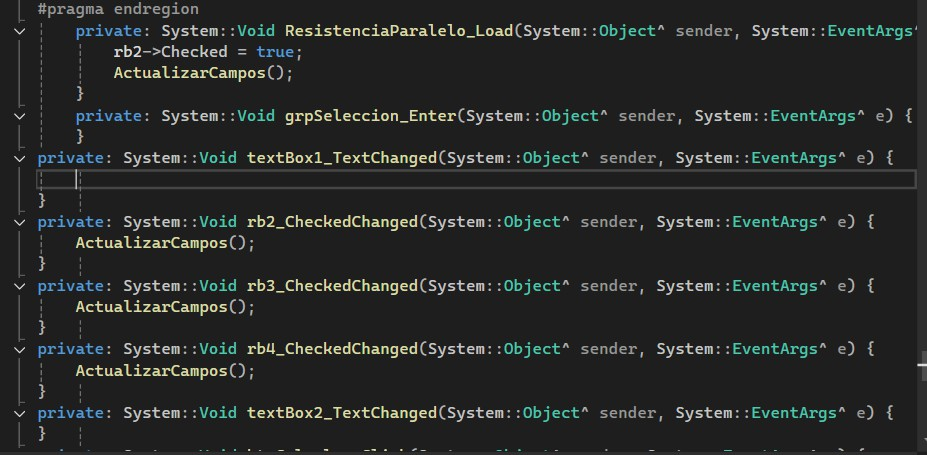 #pragma endregion
private: System::Void ResistenciaParalelo_Load(System::Object^ sender, System::EventArgs^
rb2->Checked = true;
ActualizarCampos();
}
private: System::Void grpSeleccion_Enter(System::Object^ sender, System::EventArgs^ e) {
}
private: System::Void textBox1_TextChanged(System::Object^ sender, System::EventArgs^ e) {
}
private: System::Void rb2_CheckedChanged(System::Object^ sender, System::EventArgs^ e) {
ActualizarCampos();
}
private: System::Void rb3_CheckedChanged(System::Object^ sender, System::EventArgs^ e) {
ActualizarCampos();
}
private: System::Void rb4_CheckedChanged(System::Object^ sender, System::EventArgs^ e) {
ActualizarCampos();
}
private: System::Void textBox2_TextChanged(System::Object^ sender, System::EventArgs^ e) {
}